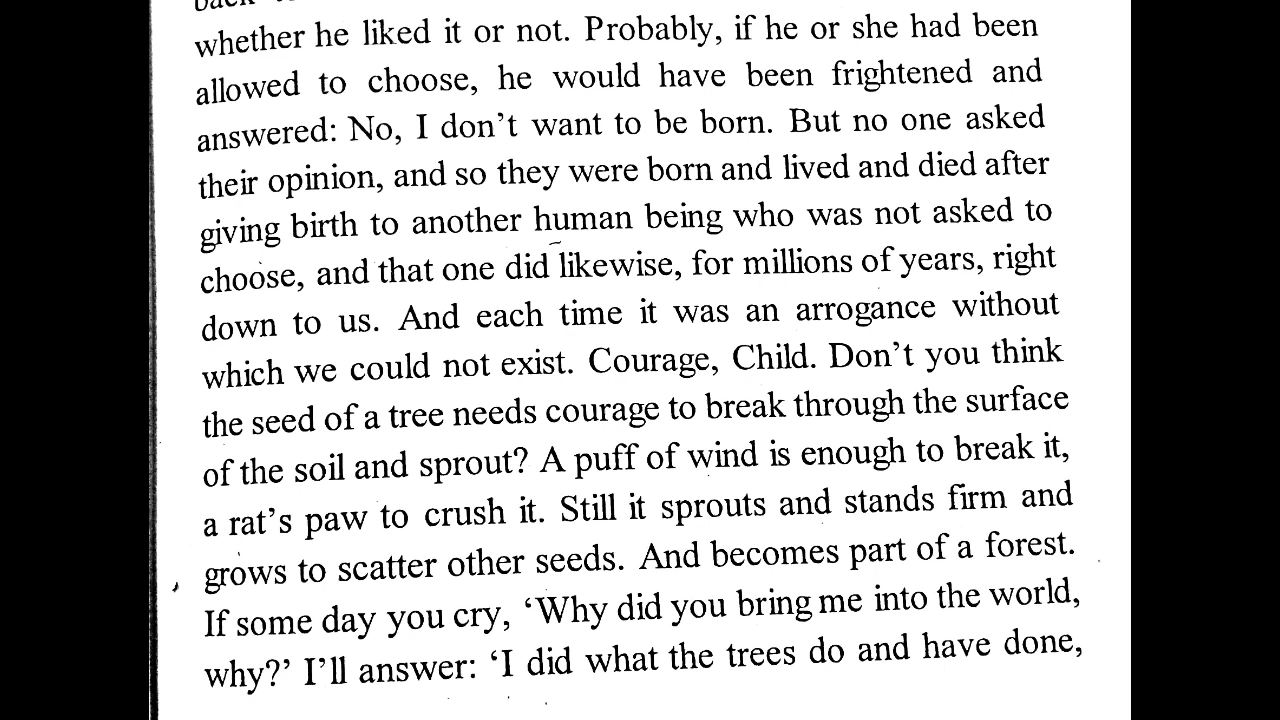 back
whether he liked it or not. Probably, if he or she had been
allowed to choose, he would have been frightened and
answered: No, I don’t want to be born. But no one asked
their opinion, and so they were born and lived and died after
giving birth to another human being who was not asked to
choose, and that one did likewise, for millions of years, right
down to us. And each time it was an arrogance without
which we could not exist. Courage, Child. Don’t you think
the seed of a tree needs courage to break through the surface
of the soil and sprout? A puff of wind is enough to break it,
a rat’s paw to crush it. Still it sprouts and stands firm and
grows to scatter other seeds. And becomes part of a forest.
If some day you cry, ‘Why did you bring me into the world,
why?’ I’ll answer: ‘I did what the trees do and have done,